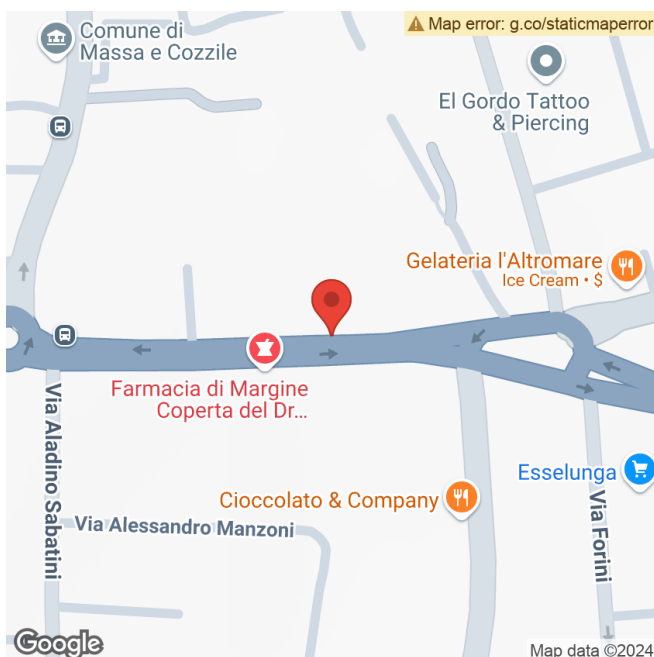 Map error: g.co/staticmaperror
Comune di
Massa e Cozzile
El Gordo Tattoo
& Piercing
Gelateria l'Altromare
Ice Cream • $
Farmacia di Margine
Coperta del Dr...
Via Aladino Sabatini
Esselunga
Cioccolato & Company
Via Alessandro Manzoni
Via Forini
Google
Map data ©2024